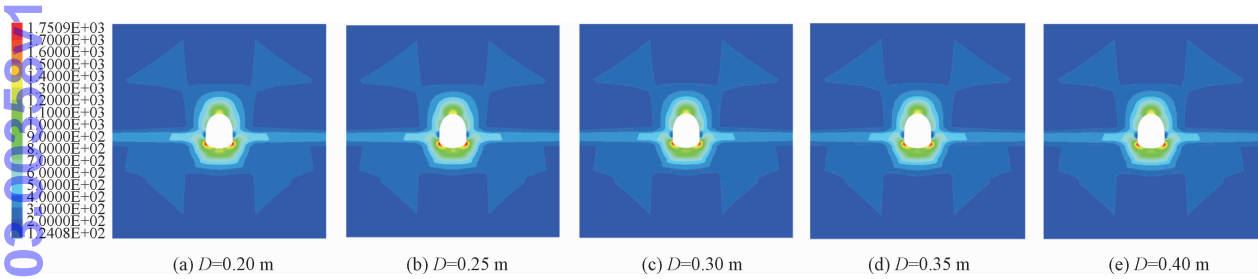 1.7509E+03
1.7000E+03
1.6000E+03
1.5000E+03
1.4000E+03
1.3000E+03
1.2000E+03
1.1000E+03
1.0000E+03
9.0000E+02
8.0000E+02
7.0000E+02
6.0000E+02
5.0000E+02
4.0000E+02
3.0000E+02
2.0000E+02
1.2408E+02
03.00358v1
(a) D=0.20 m
(b) D=0.25 m
(c) D=0.30 m
(d) D=0.35 m
(e) D=0.40 m